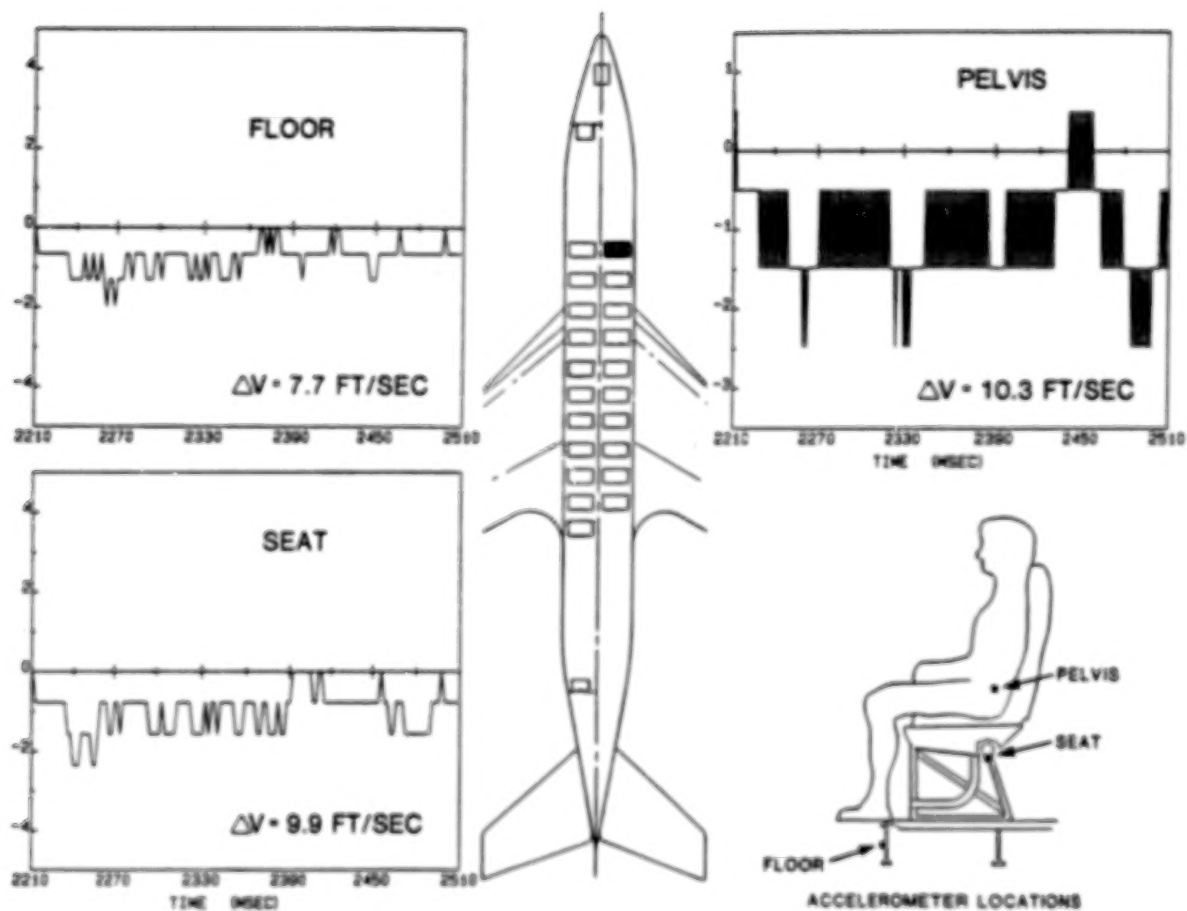 FLOOR
4
2
0
-2
-4
ΔV = 7.7 FT/SEC
2210 2270 2330 2390 2450 2510
SEAT
4
2
0
-2
-4
ΔV = 9.9 FT/SEC
2210 2270 2330 2390 2450 2510
TIME (MSEC)
PELVIS
1
0
-1
-2
-3
ΔV = 10.3 FT/SEC
2210 2270 2330 2390 2450 2510
TIME (MSEC)
PELVIS
SEAT
FLOOR
ACCELEROMETER LOCATIONS